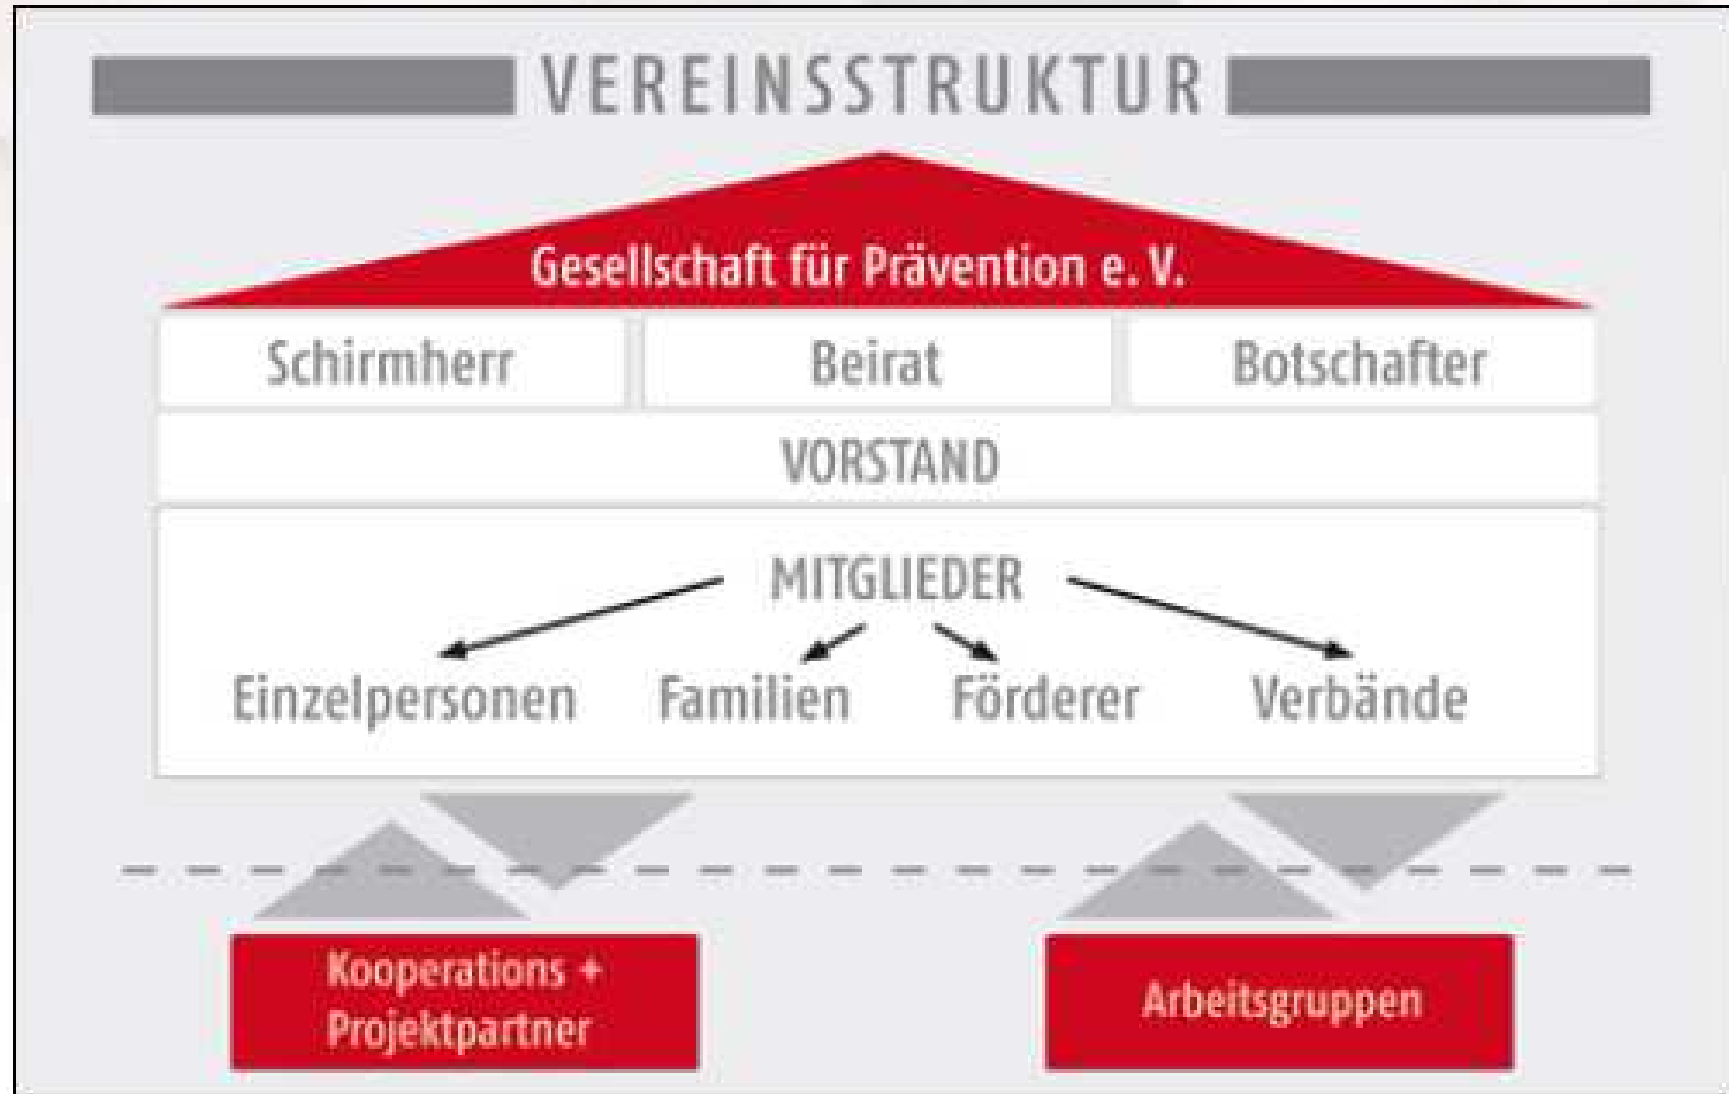 VEREINSSTRUKTUR
Gesellschaft für Prävention e. V.
Schirmherr Beirat Botschafter
VORSTAND
MITGLIEDER
Einzelpersonen Familien Förderer Verbände
Kooperations +
Projektpartner
Arbeitsgruppen